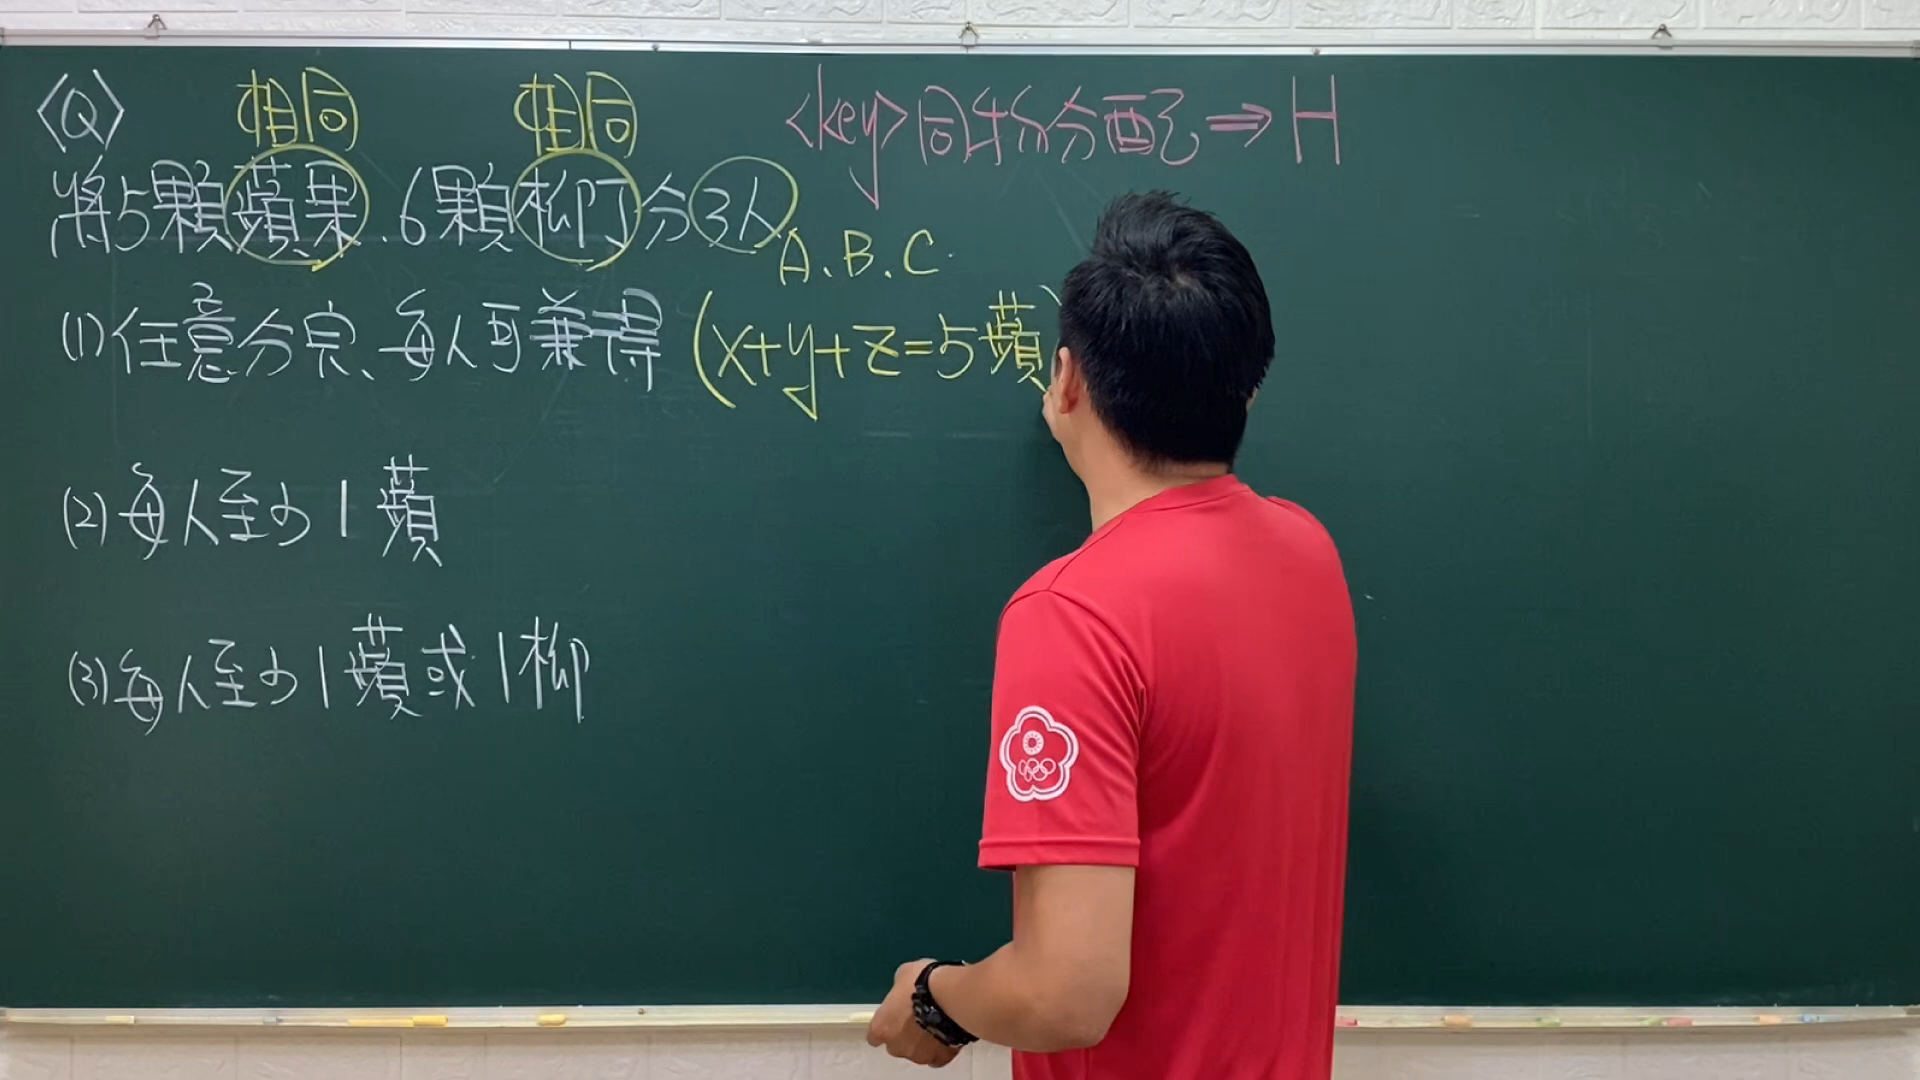 〈Q〉 相同 相同
<key>同物分配⇒H
將5顆蘋果、6顆柳丁分3人
A、B、C
(1)任意分完、每人可兼得 (x+y+z=5蘋)
(2)每人至少1蘋
(3)每人至少1蘋或1柳